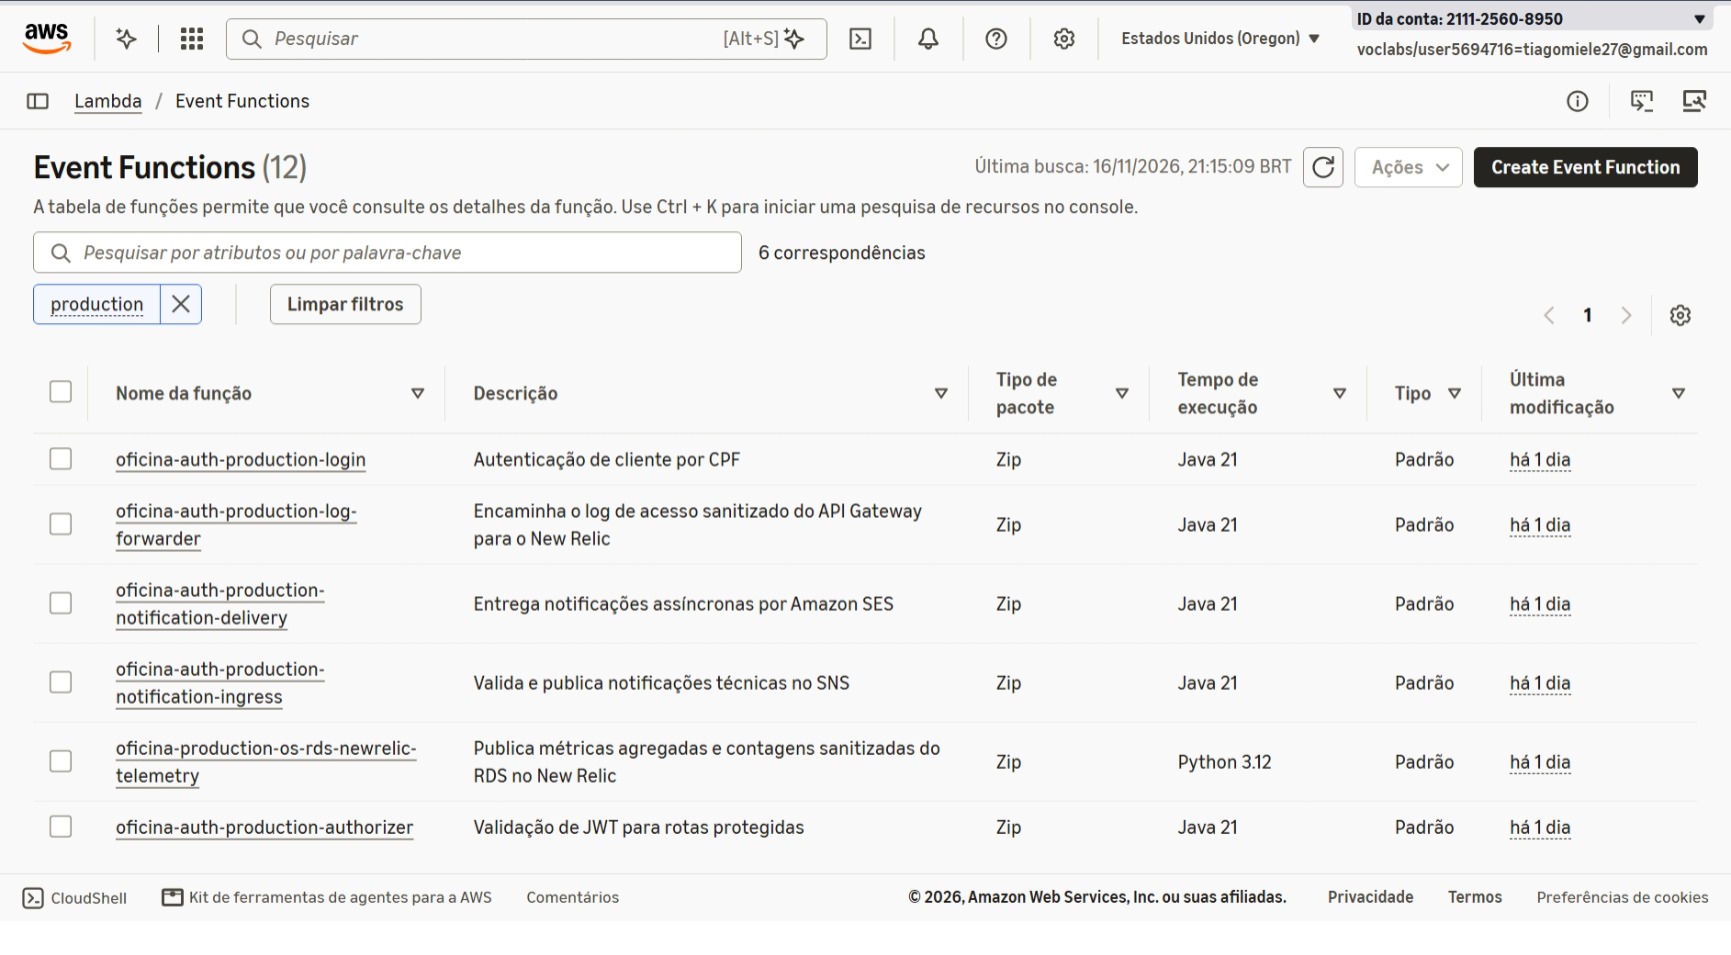 aws
Pesquisar
[Alt+S]
Estados Unidos (Oregon)
ID da conta: 2111-2560-8950
voclabs/user5694716=tiagomiele27@gmail.com
Lambda / Event Functions
Event Functions (12)
Última busca: 16/11/2026, 21:15:09 BRT
Ações
Create Event Function
A tabela de funções permite que você consulte os detalhes da função. Use Ctrl + K para iniciar uma pesquisa de recursos no console.
Pesquisar por atributos ou por palavra-chave
6 correspondências
production
Limpar filtros
1
Nome da função
Descrição
Tipo de
pacote
Tempo de
execução
Tipo
Última
modificação
oficina-auth-production-login
Autenticação de cliente por CPF
Zip
Java 21
Padrão
há 1 dia
oficina-auth-production-log-
forwarder
Encaminha o log de acesso sanitizado do API Gateway
para o New Relic
Zip
Java 21
Padrão
há 1 dia
oficina-auth-production-
notification-delivery
Entrega notificações assíncronas por Amazon SES
Zip
Java 21
Padrão
há 1 dia
oficina-auth-production-
notification-ingress
Valida e publica notificações técnicas no SNS
Zip
Java 21
Padrão
há 1 dia
oficina-production-os-rds-newrelic-
telemetry
Publica métricas agregadas e contagens sanitizadas do
RDS no New Relic
Zip
Python 3.12
Padrão
há 1 dia
oficina-auth-production-authorizer
Validação de JWT para rotas protegidas
Zip
Java 21
Padrão
há 1 dia
CloudShell
Kit de ferramentas de agentes para a AWS
Comentários
© 2026, Amazon Web Services, Inc. ou suas afiliadas.
Privacidade
Termos
Preferências de cookies